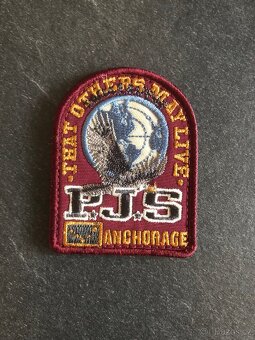 ·THAT OTHERS MAY LIVE·
P.J.S
ANCHORAGE